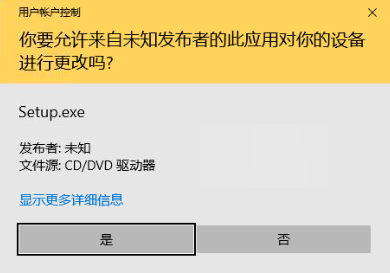 用户帐户控制
你要允许来自未知发布者的此应用对你的设备
进行更改吗?
Setup.exe
发布者: 未知
文件源: CD/DVD 驱动器
显示更多详细信息
是
否